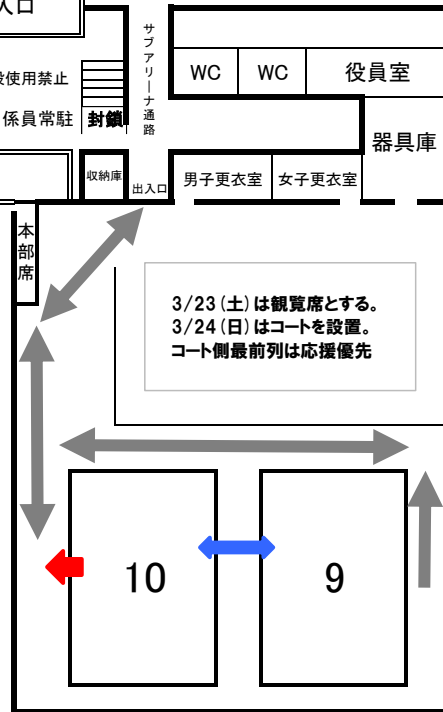 入口
使用禁止
係員常駐
封鎖
サブアリーナ通路
WC
WC
役員室
器具庫
収納庫
出入口
男子更衣室
女子更衣室
本部席
3/23(土)は観覧席とする。
3/24(日)はコートを設置。
コート側最前列は応援優先
10
9